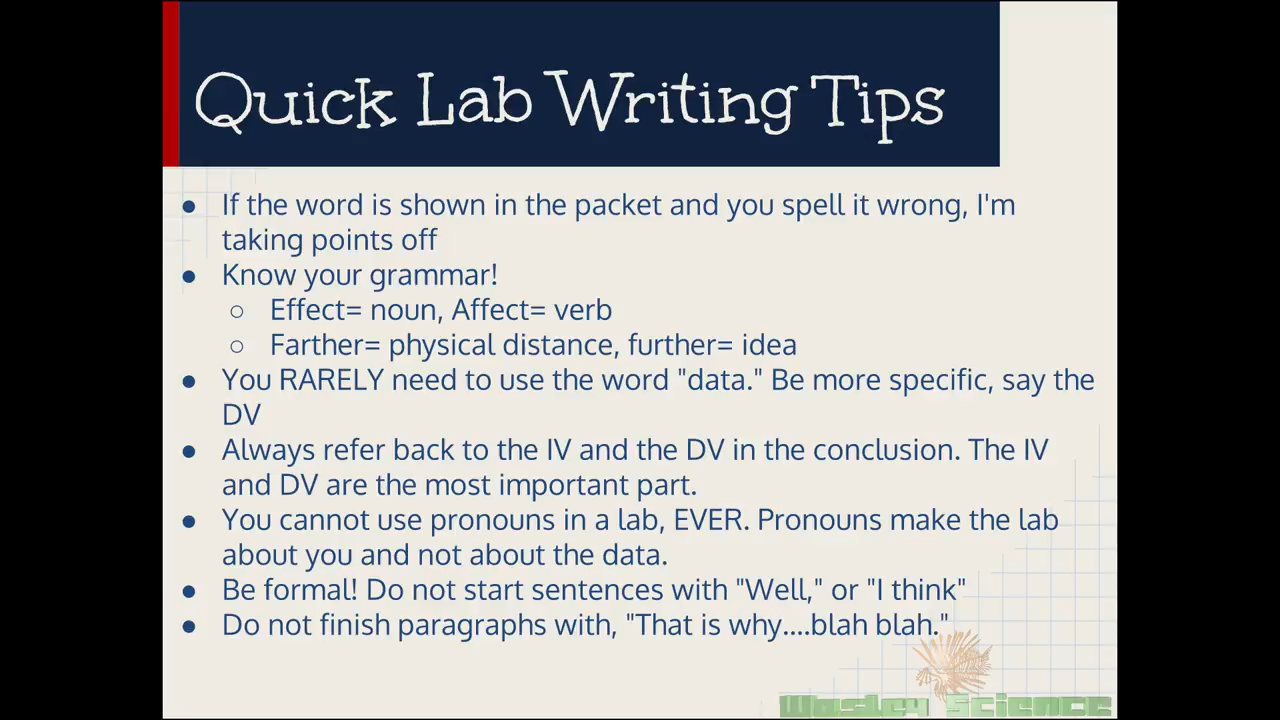 Quick Lab Writing Tips
● If the word is shown in the packet and you spell it wrong, I'm
taking points off
● Know your grammar!
○ Effect= noun, Affect= verb
○ Farther= physical distance, further= idea
● You RARELY need to use the word "data." Be more specific, say the
DV
● Always refer back to the IV and the DV in the conclusion. The IV
and DV are the most important part.
● You cannot use pronouns in a lab, EVER. Pronouns make the lab
about you and not about the data.
● Be formal! Do not start sentences with "Well," or "I think"
● Do not finish paragraphs with, "That is why....blah blah."
Wasley Science